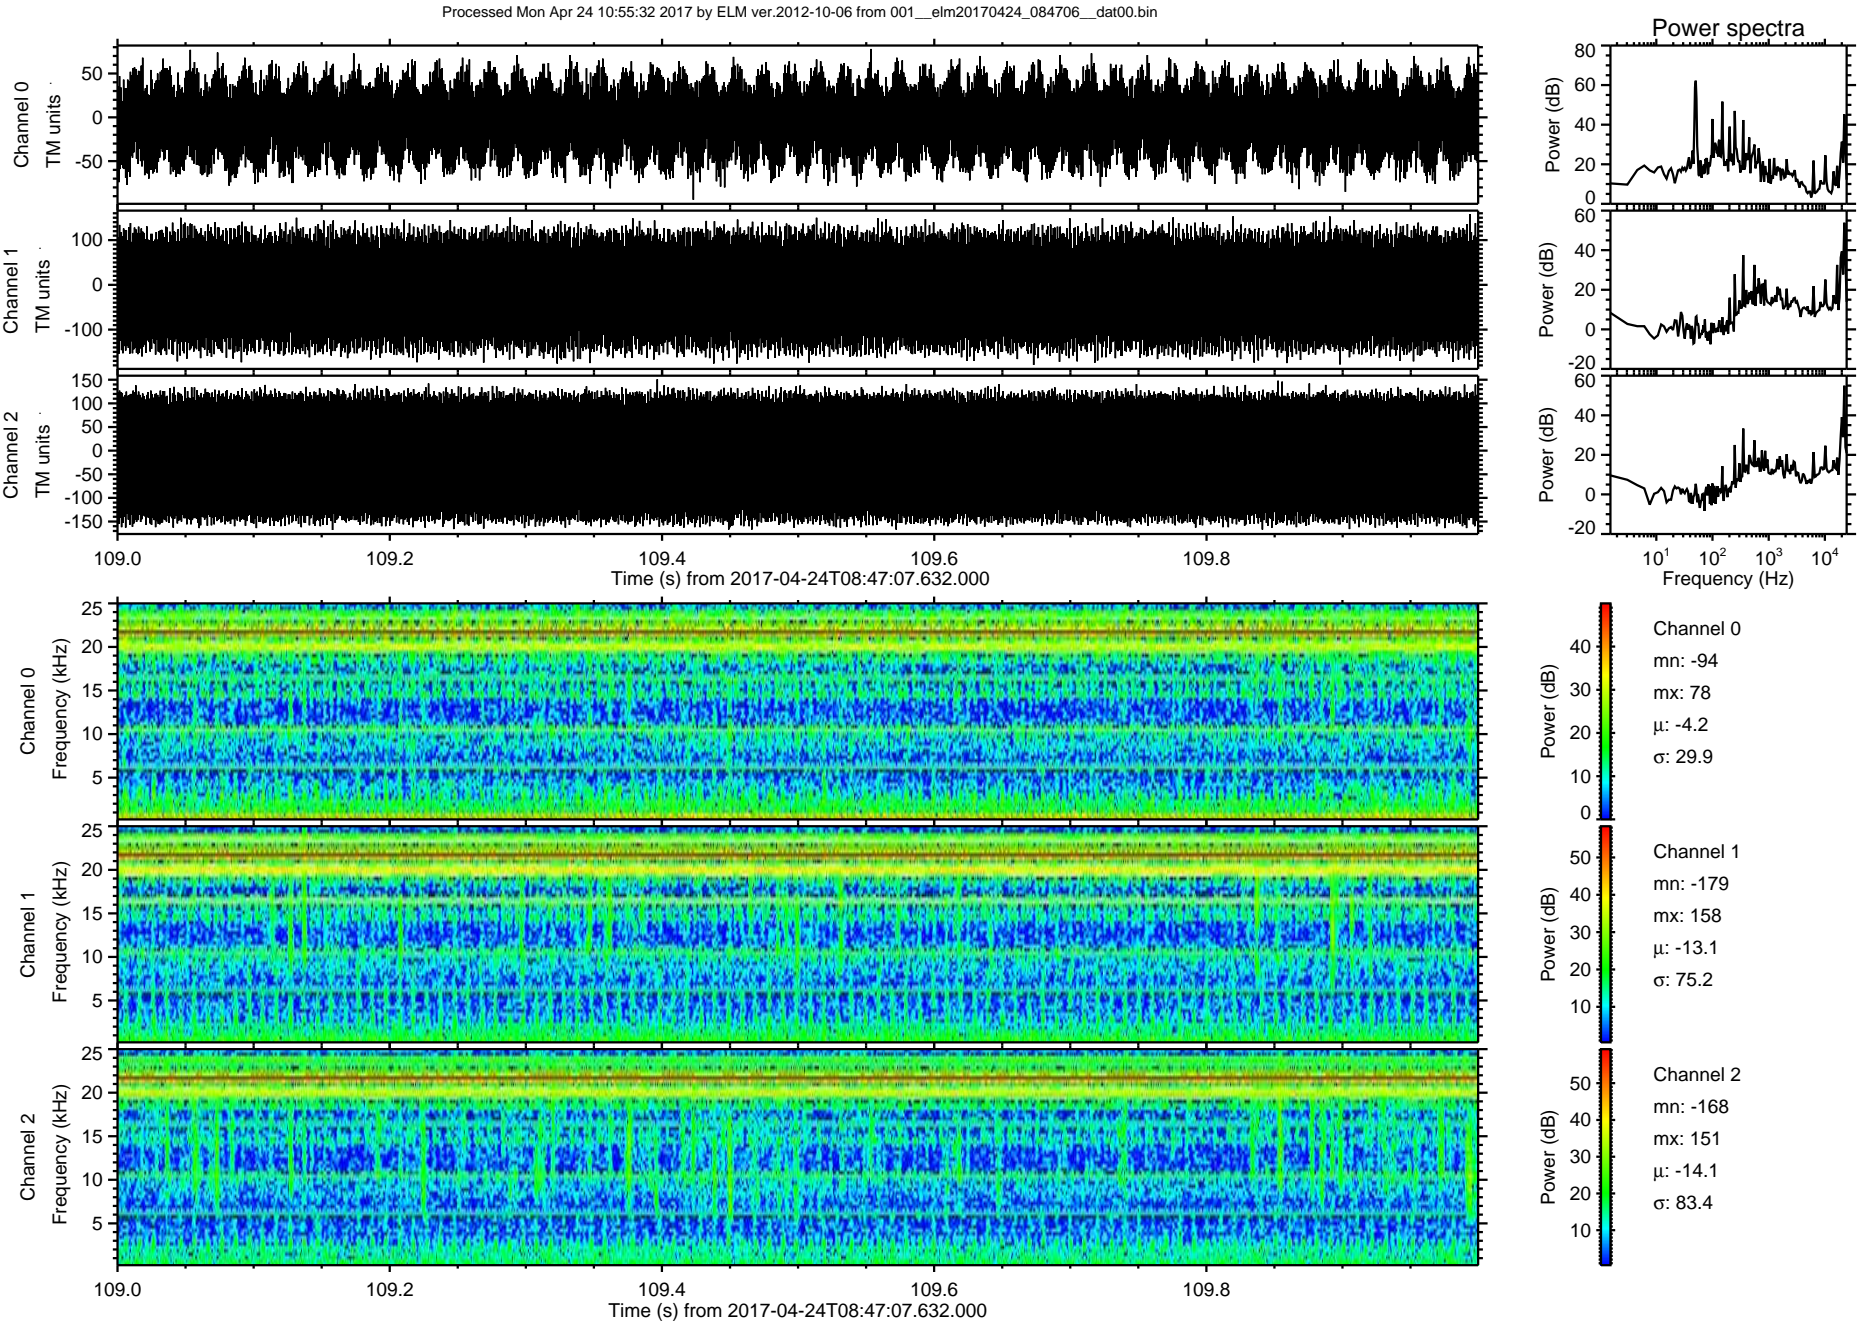 Processed Mon Apr 24 10:55:32 2017 by ELM ver.2012-10-06 from 001__elm20170424_084706__dat00.bin
Power spectra
Channel 0
TM units
50
0
-50
Power (dB)
80
60
40
20
0
Channel 1
TM units
100
0
-100
Power (dB)
60
40
20
0
-20
Channel 2
TM units
150
100
50
0
-50
-100
-150
Power (dB)
60
40
20
0
-20
109.0 109.2 109.4 109.6 109.8
Time (s) from 2017-04-24T08:47:07.632.000
10¹ 10² 10³ 10⁴
Frequency (Hz)
Channel 0
Frequency (kHz)
25
20
15
10
5
Power (dB)
40
30
20
10
0
Channel 0
mn: -94
mx: 78
μ: -4.2
σ: 29.9
Channel 1
Frequency (kHz)
25
20
15
10
5
Power (dB)
50
40
30
20
10
Channel 1
mn: -179
mx: 158
μ: -13.1
σ: 75.2
Channel 2
Frequency (kHz)
25
20
15
10
5
Power (dB)
50
40
30
20
10
Channel 2
mn: -168
mx: 151
μ: -14.1
σ: 83.4
109.0 109.2 109.4 109.6 109.8
Time (s) from 2017-04-24T08:47:07.632.000